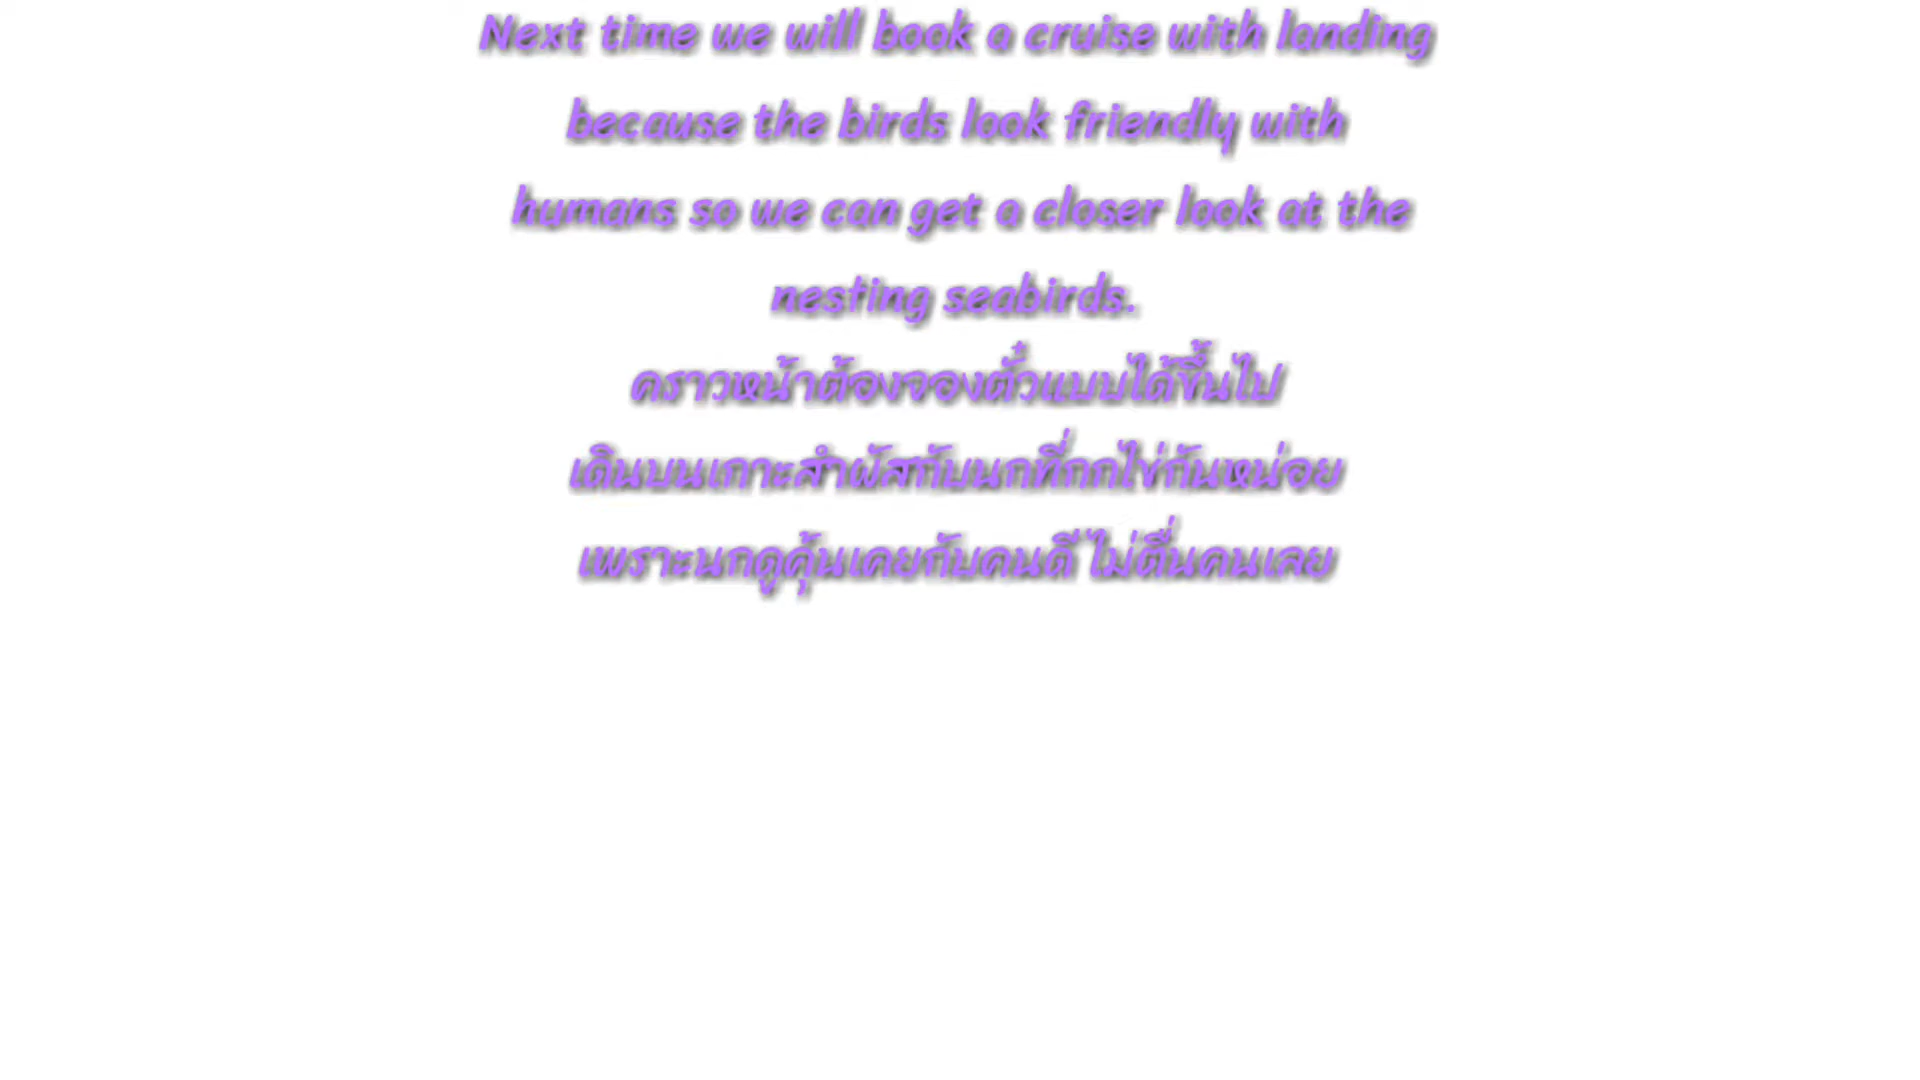 Next time we will book a cruise with landing
because the birds look friendly with
humans so we can get a closer look at the
nesting seabirds.
คราวหน้าต้องจองตั๋วแบบได้ขึ้นไป
เดินบนเกาะสำผัสกับนกที่กกไข่กันหน่อย
เพราะนกดูคุ้นเคยกับคนดี ไม่ตื่นคนเลย